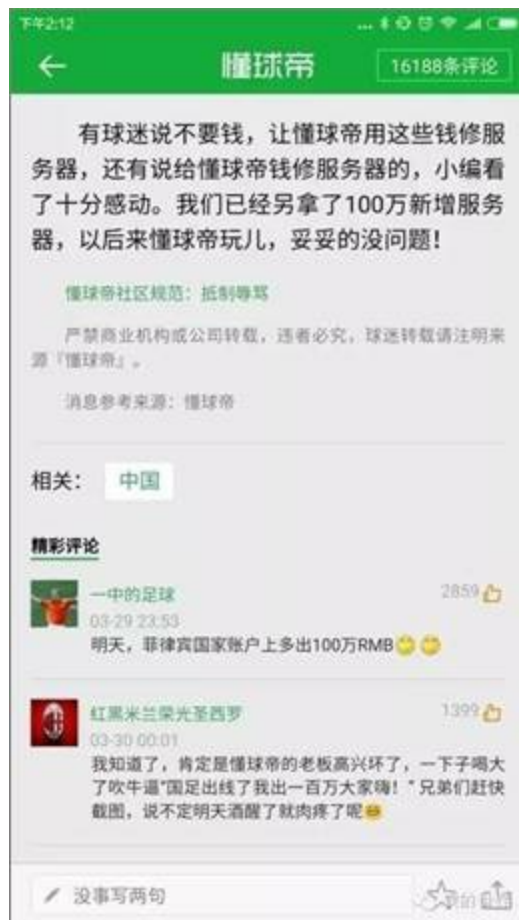 下午2:12
...
懂球帝
16188条评论
有球迷说不要钱，让懂球帝用这些钱修服
务器，还有说给懂球帝钱修服务器的，小编看
了十分感动。我们已经另拿了100万新增服务
器，以后来懂球帝玩儿，妥妥的没问题！
懂球帝社区规范：抵制辱骂
严禁商业机构或公司转载，违者必究，球迷转载请注明来
源『懂球帝』。
消息参考来源：懂球帝
相关：
中国
精彩评论
一中的足球
2859
03-29 23:53
明天，菲律宾国家账户上多出100万RMB
红黑米兰荣光圣西罗
1399
03-30 00:01
我知道了，肯定是懂球帝的老板高兴坏了，一下子喝大
了吹牛逼"国足出线了我出一百万大家嗨！"兄弟们赶快
截图，说不定明天酒醒了就肉疼了呢
没事写两句